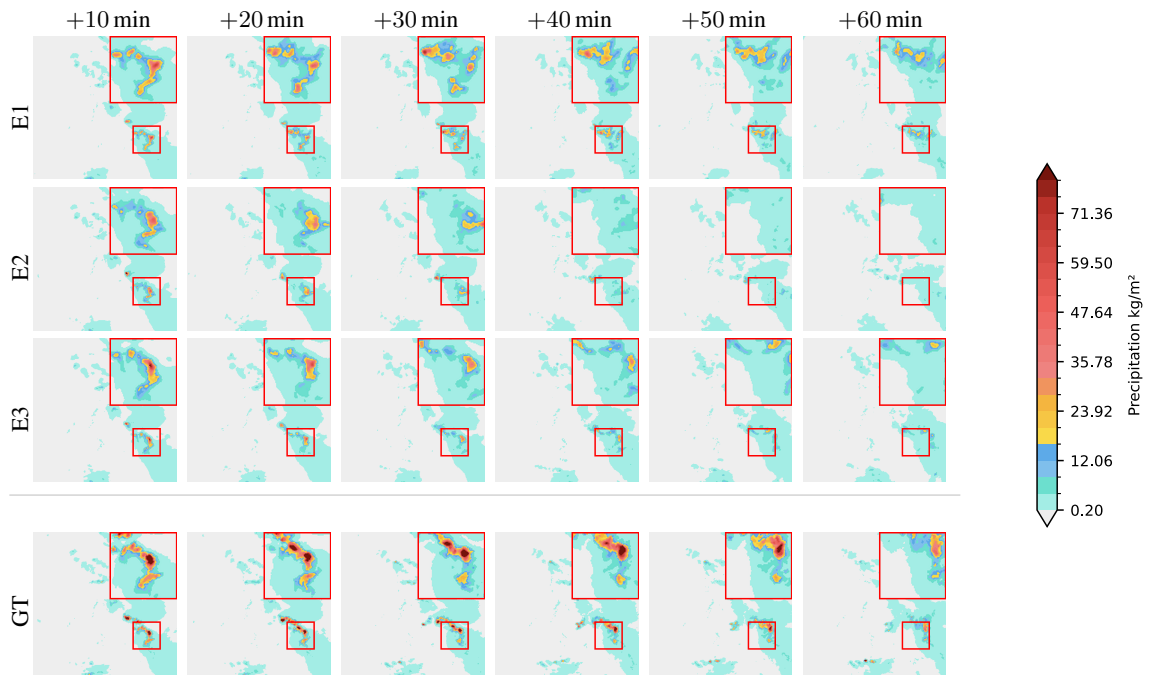 +10 min +20 min +30 min +40 min +50 min +60 min
E1
E2
E3
GT
71.36
59.50
47.64
35.78
23.92
12.06
0.20
Precipitation kg/m²